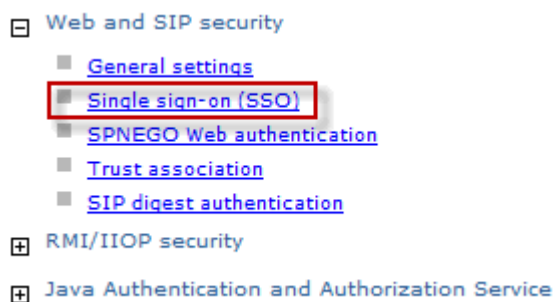 Web and SIP security
General settings
Single sign-on (SSO)
SPNEGO Web authentication
Trust association
SIP digest authentication
RMI/IIOP security
Java Authentication and Authorization Service